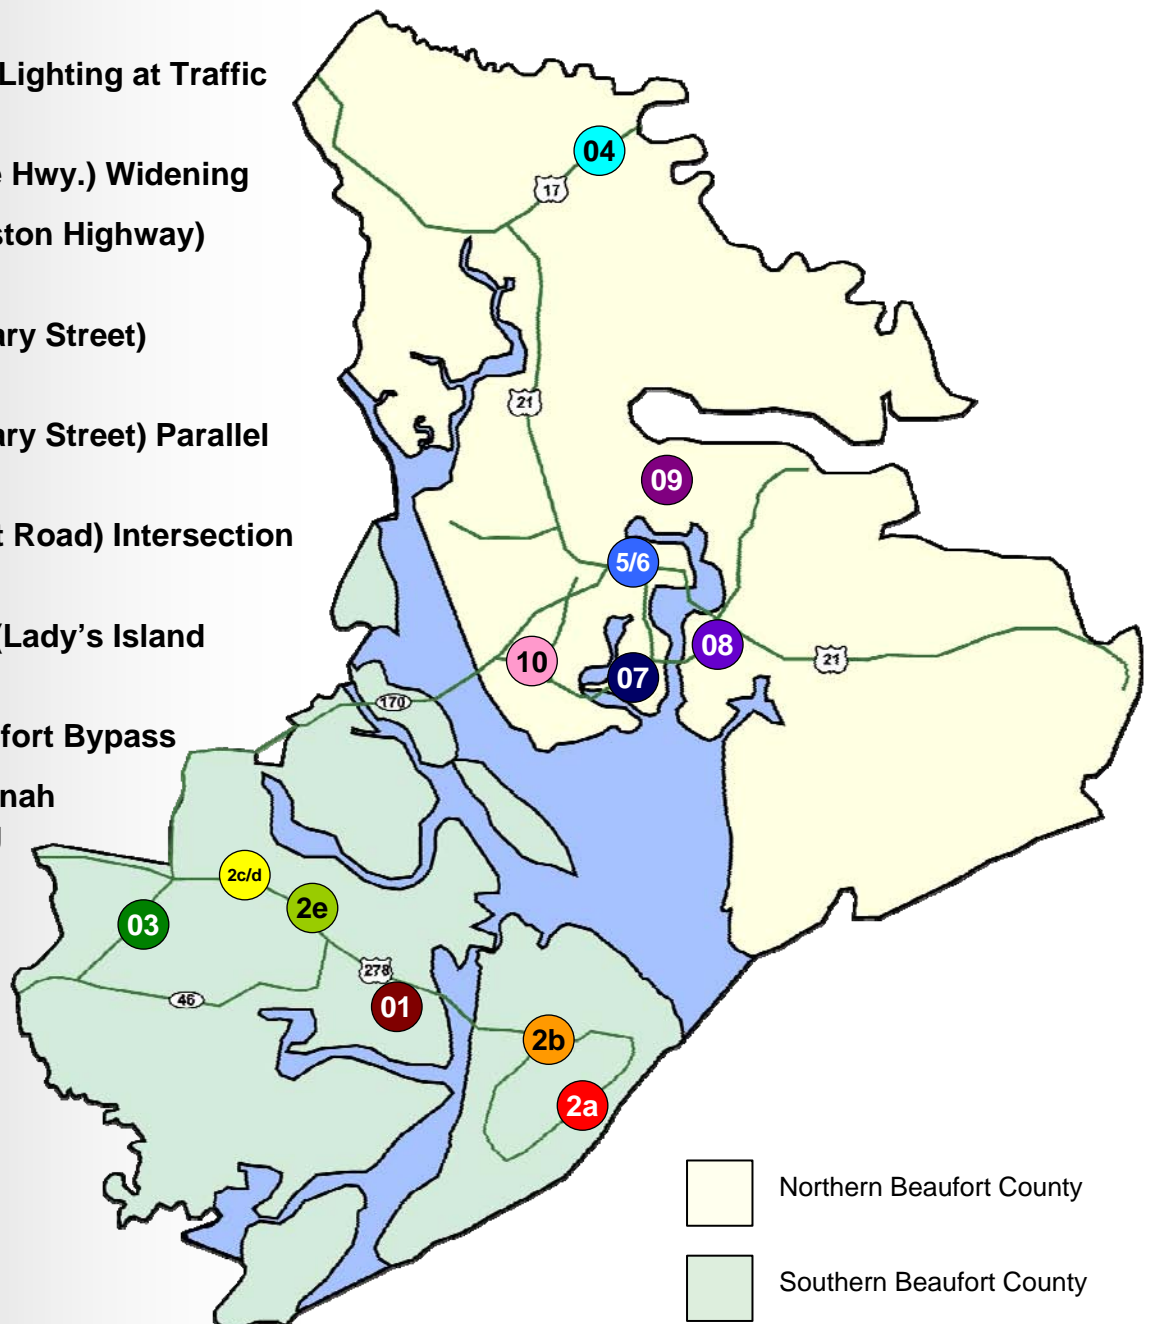 Lighting at Traffic
Hwy.) Widening
ston Highway)
ary Street)
ary Street) Parallel
t Road) Intersection
(Lady's Island
fort Bypass
nah
04
17
21
09
5/6
08
10
07
21
170
2c/d
03
2e
278
46
01
2b
2a
Northern Beaufort County
Southern Beaufort County